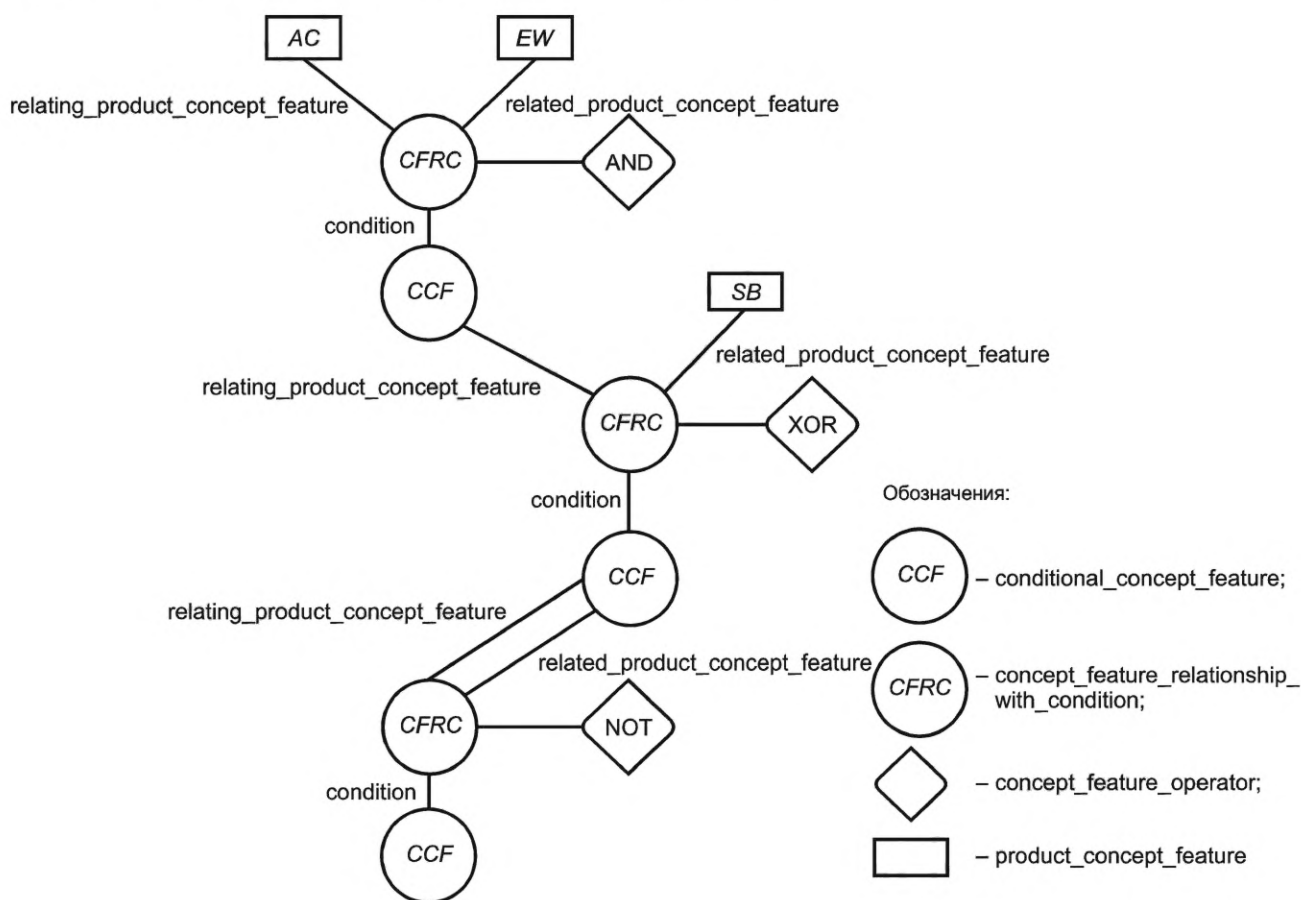 AC
EW
relating_product_concept_feature
related_product_concept_feature
CFRC
AND
condition
CCF
SB
related_product_concept_feature
relating_product_concept_feature
CFRC
XOR
condition
Обозначения:
CCF
CCF
– conditional_concept_feature;
relating_product_concept_feature
related_product_concept_feature
CFRC
– concept_feature_relationship_
with_condition;
CFRC
NOT
condition
– concept_feature_operator;
CCF
– product_concept_feature